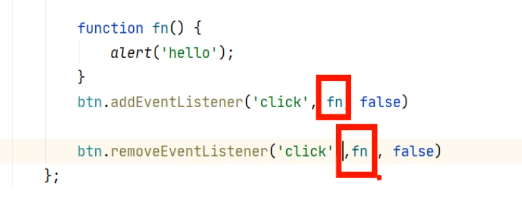 function fn() {
alert('hello');
}
btn.addEventListener('click', fn, false)
btn.removeEventListener('click',fn , false)
};